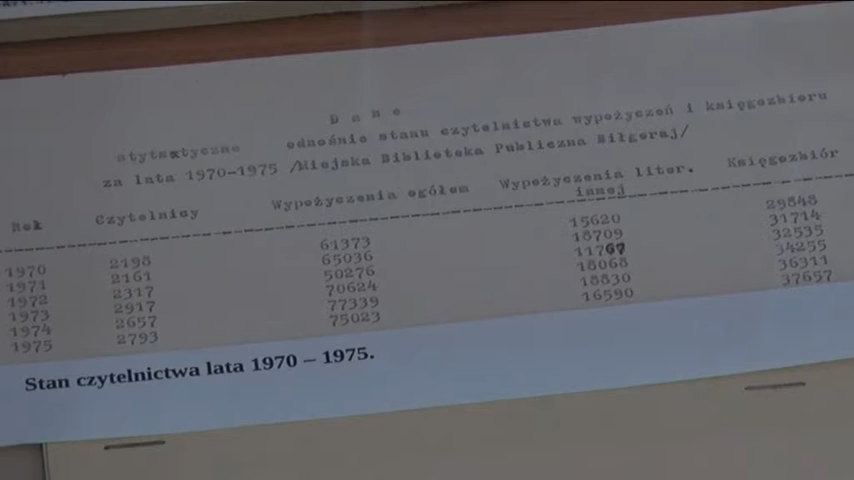 D a n e
stytsxtyczne odnośnie stanu czytelnictwa wypożyczeń i księgozbioru
za lata 1970-1975 /Miejska Biblioteka Publiczna Biłgoraj/
Rok Czytelnicy Wypożyczenia ogółem Wypożyczenia liter. innej Księgozbiór
1970 2198 61373 15620 29848
1971 2161 65036 18709 31714
1972 2317 50276 11767 32535
1973 2917 70624 18068 34255
1974 2657 77339 18830 36311
1975 2793 75023 16590 37657
Stan czytelnictwa lata 1970 – 1975.